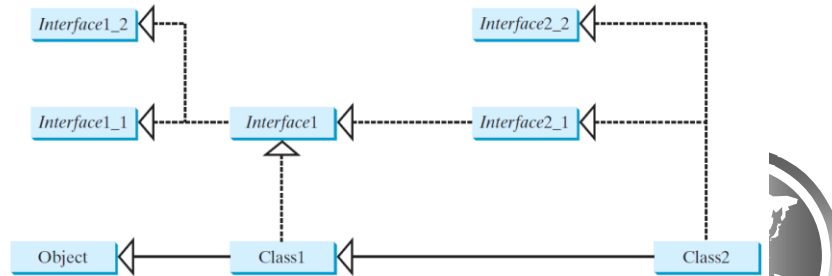 Interface1_2
Interface2_2
Interface1_1
Interface1
Interface2_1
Object
Class1
Class2